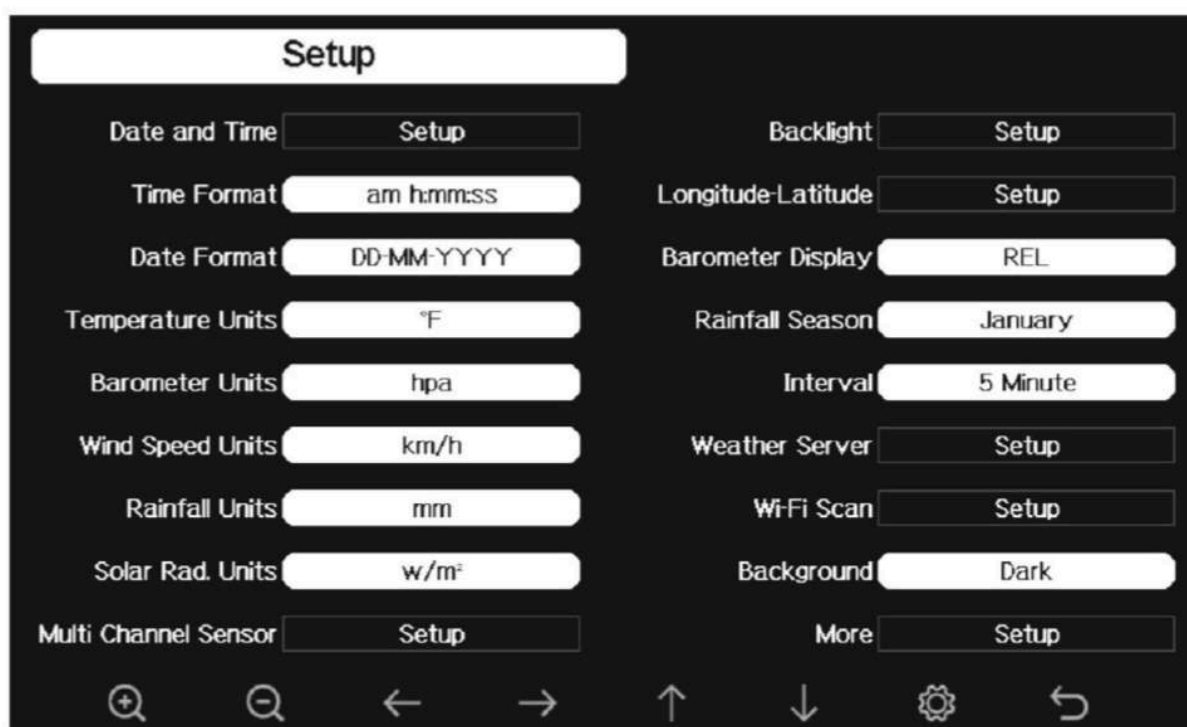 Setup
Date and Time Setup
Time Format am h:mm:ss
Date Format DD-MM-YYYY
Temperature Units °F
Barometer Units hpa
Wind Speed Units km/h
Rainfall Units mm
Solar Rad. Units w/m²
Multi Channel Sensor Setup
Backlight Setup
Longitude-Latitude Setup
Barometer Display REL
Rainfall Season January
Interval 5 Minute
Weather Server Setup
Wi-Fi Scan Setup
Background Dark
More Setup